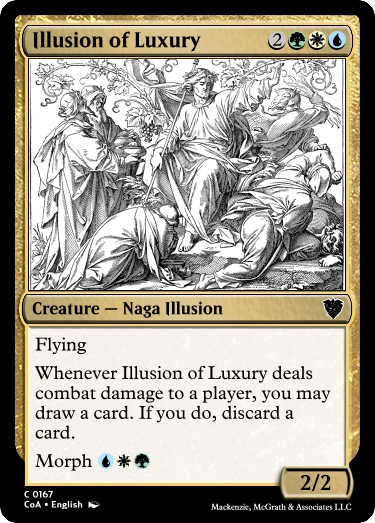 Illusion of Luxury 2
Creature — Naga Illusion
Flying
Whenever Illusion of Luxury deals
combat damage to a player, you may
draw a card. If you do, discard a
card.
Morph
2/2
C 0167
CoA • English
Mackenzie, McGrath & Associates LLC